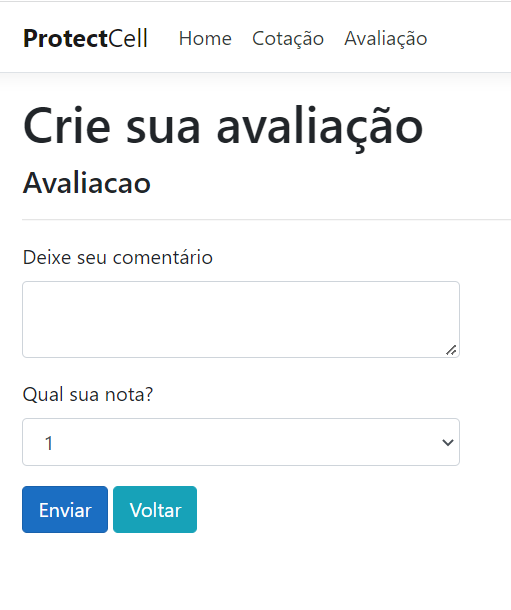 ProtectCell Home Cotação Avaliação
Crie sua avaliação
Avaliacao
Deixe seu comentário
Qual sua nota?
1
Enviar Voltar